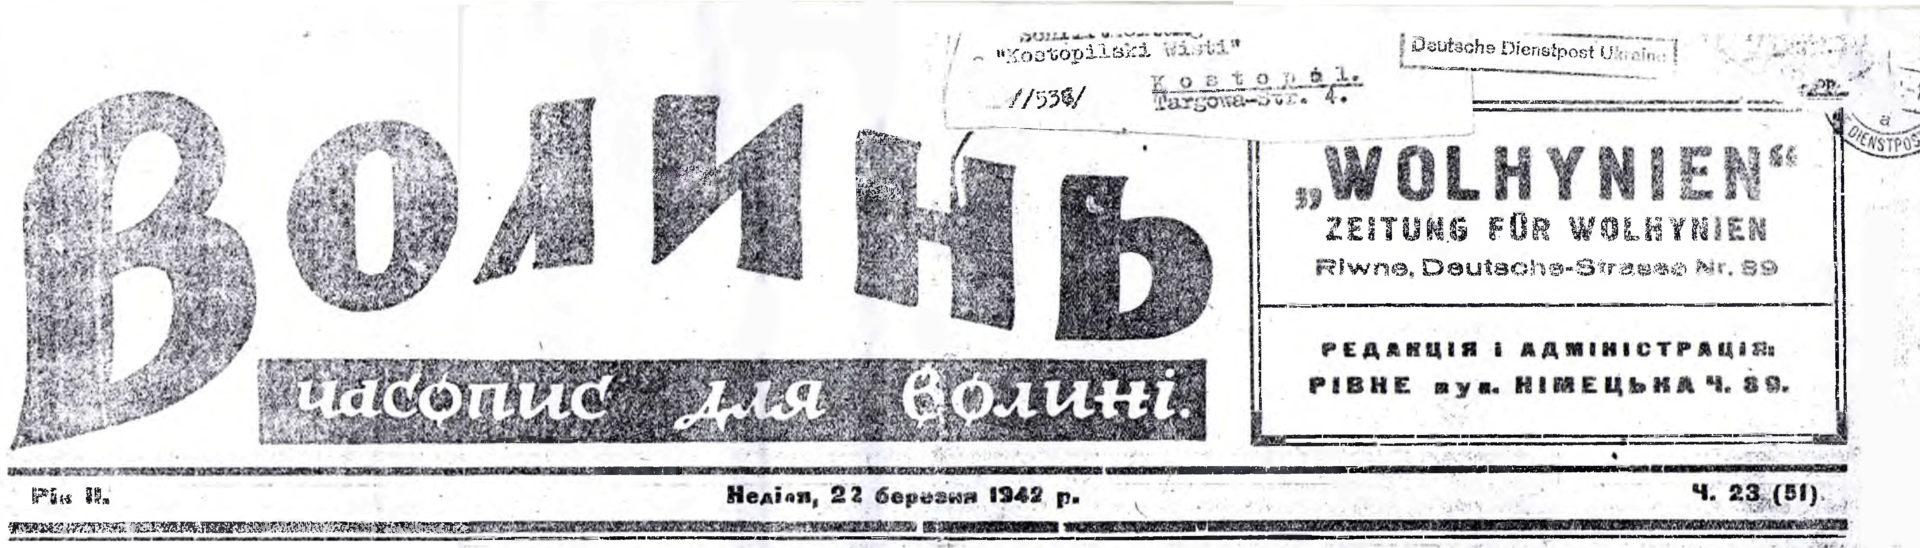 Волинь
часопис для Волині.
"Kostopilski Wisti"
//538/
Kostopil.
Targowa-Str. 4.
Deutsche Dienstpost Ukraine
a
DIENSTPOS
„WOLHYNIEN“
ZEITUNG FÜR WOLHYNIEN
Riwne, Deutsche-Strasse Nr. 89
РЕДАКЦІЯ і АДМІНІСТРАЦІЯ:
РІВНЕ вул. НІМЕЦЬКА Ч. 89.
Рік II.
Неділя, 22 березня 1942 р.
Ч. 23 (51).